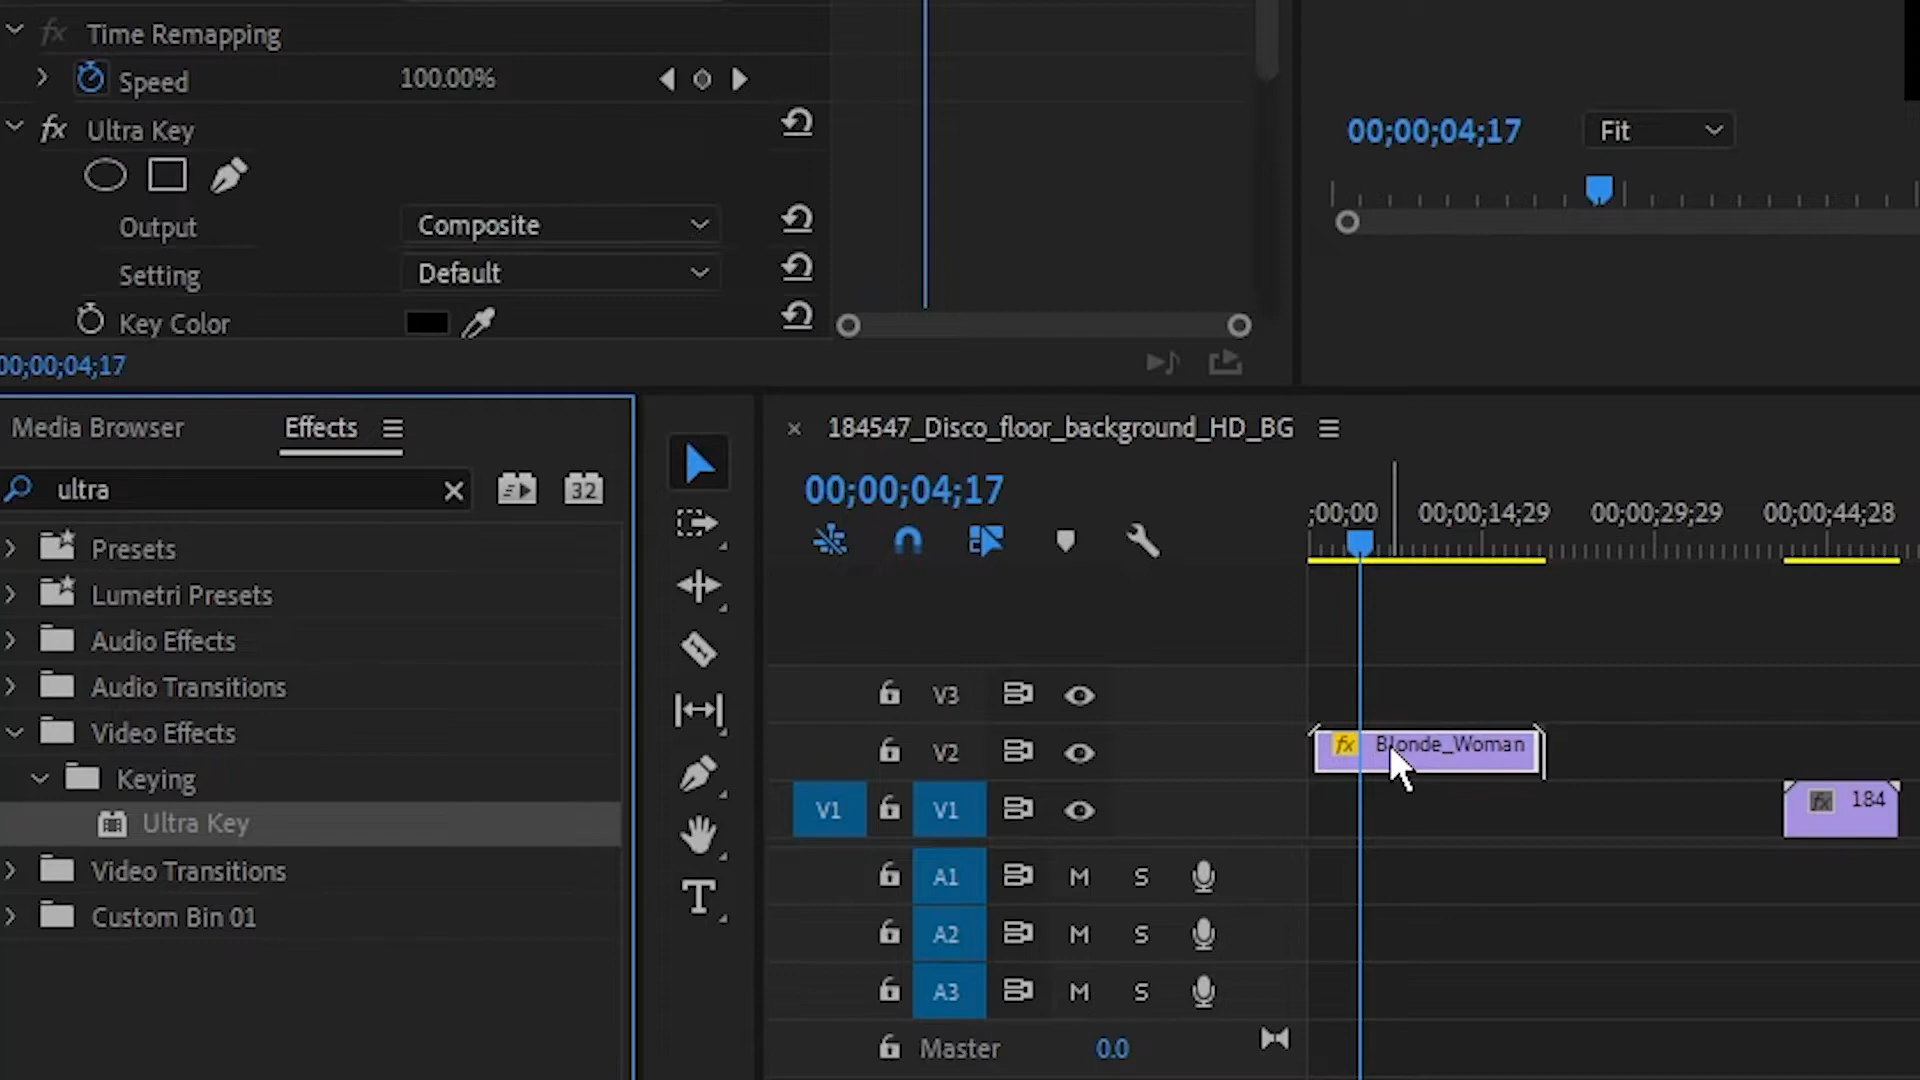 fx Time Remapping
Speed 100.00%
fx Ultra Key
Output Composite
Setting Default
Key Color
00;00;04;17
00;00;04;17 Fit
Media Browser Effects
ultra 32
Presets
Lumetri Presets
Audio Effects
Audio Transitions
Video Effects
Keying
Ultra Key
Video Transitions
Custom Bin 01
T
× 184547_Disco_floor_background_HD_BG
00;00;04;17
;00;00 00;00;14;29 00;00;29;29 00;00;44;28
V3
V2 fx Blonde_Woman
V1 V1 fx 184
A1 M S
A2 M S
A3 M S
Master 0.0